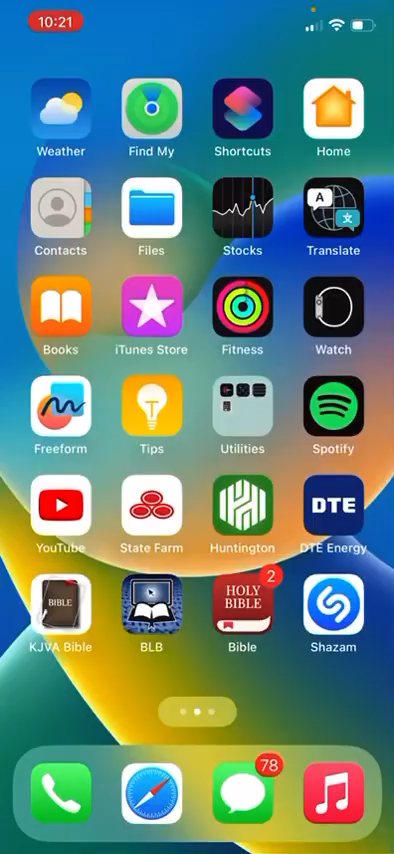 10:21
Weather
Find My
Shortcuts
Home
A
文
Contacts
Files
Stocks
Translate
Books
iTunes Store
Fitness
Watch
T
Freeform
Tips
Utilities
Spotify
DTE
YouTube
State Farm
Huntington
DTE Energy
BIBLE
HOLY
BIBLE
2
KJVA Bible
BLB
Bible
Shazam
78